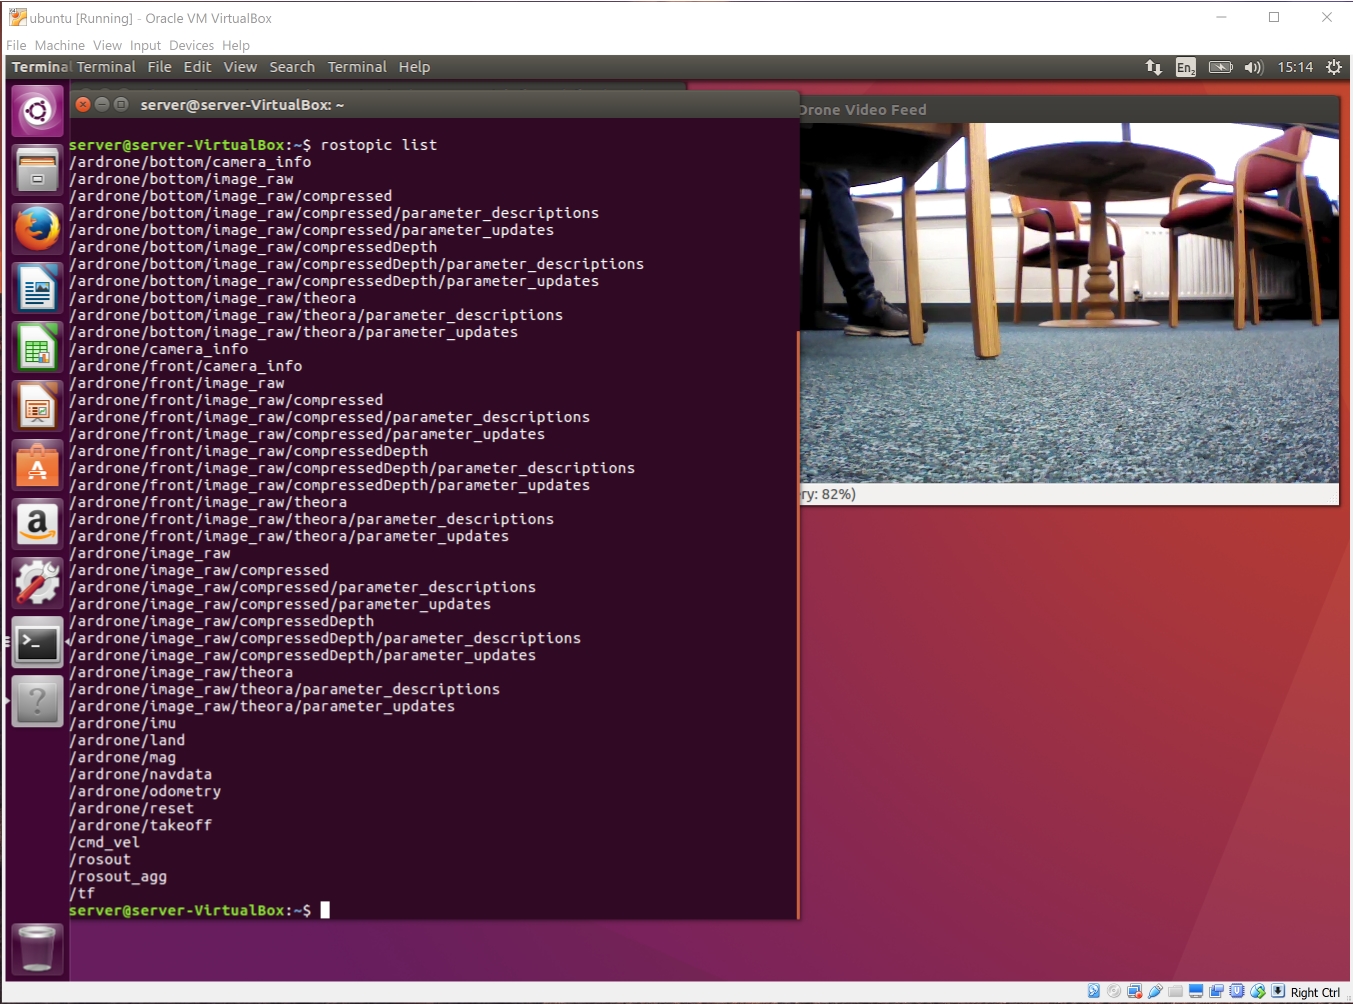 ubuntu [Running] - Oracle VM VirtualBox
File Machine View Input Devices Help
Terminal Terminal File Edit View Search Terminal Help
En2 15:14
server@server-VirtualBox: ~
Drone Video Feed
server@server-VirtualBox:~$ rostopic list
/ardrone/bottom/camera_info
/ardrone/bottom/image_raw
/ardrone/bottom/image_raw/compressed
/ardrone/bottom/image_raw/compressed/parameter_descriptions
/ardrone/bottom/image_raw/compressed/parameter_updates
/ardrone/bottom/image_raw/compressedDepth
/ardrone/bottom/image_raw/compressedDepth/parameter_descriptions
/ardrone/bottom/image_raw/compressedDepth/parameter_updates
/ardrone/bottom/image_raw/theora
/ardrone/bottom/image_raw/theora/parameter_descriptions
/ardrone/bottom/image_raw/theora/parameter_updates
/ardrone/camera_info
/ardrone/front/camera_info
/ardrone/front/image_raw
/ardrone/front/image_raw/compressed
/ardrone/front/image_raw/compressed/parameter_descriptions
/ardrone/front/image_raw/compressed/parameter_updates
/ardrone/front/image_raw/compressedDepth
/ardrone/front/image_raw/compressedDepth/parameter_descriptions
/ardrone/front/image_raw/compressedDepth/parameter_updates
/ardrone/front/image_raw/theora
/ardrone/front/image_raw/theora/parameter_descriptions
/ardrone/front/image_raw/theora/parameter_updates
/ardrone/image_raw
/ardrone/image_raw/compressed
/ardrone/image_raw/compressed/parameter_descriptions
/ardrone/image_raw/compressed/parameter_updates
/ardrone/image_raw/compressedDepth
/ardrone/image_raw/compressedDepth/parameter_descriptions
/ardrone/image_raw/compressedDepth/parameter_updates
/ardrone/image_raw/theora
/ardrone/image_raw/theora/parameter_descriptions
/ardrone/image_raw/theora/parameter_updates
/ardrone/imu
/ardrone/land
/ardrone/mag
/ardrone/navdata
/ardrone/odometry
/ardrone/reset
/ardrone/takeoff
/cmd_vel
/rosout
/rosout_agg
/tf
server@server-VirtualBox:~$
ry: 82%)
Right Ctrl